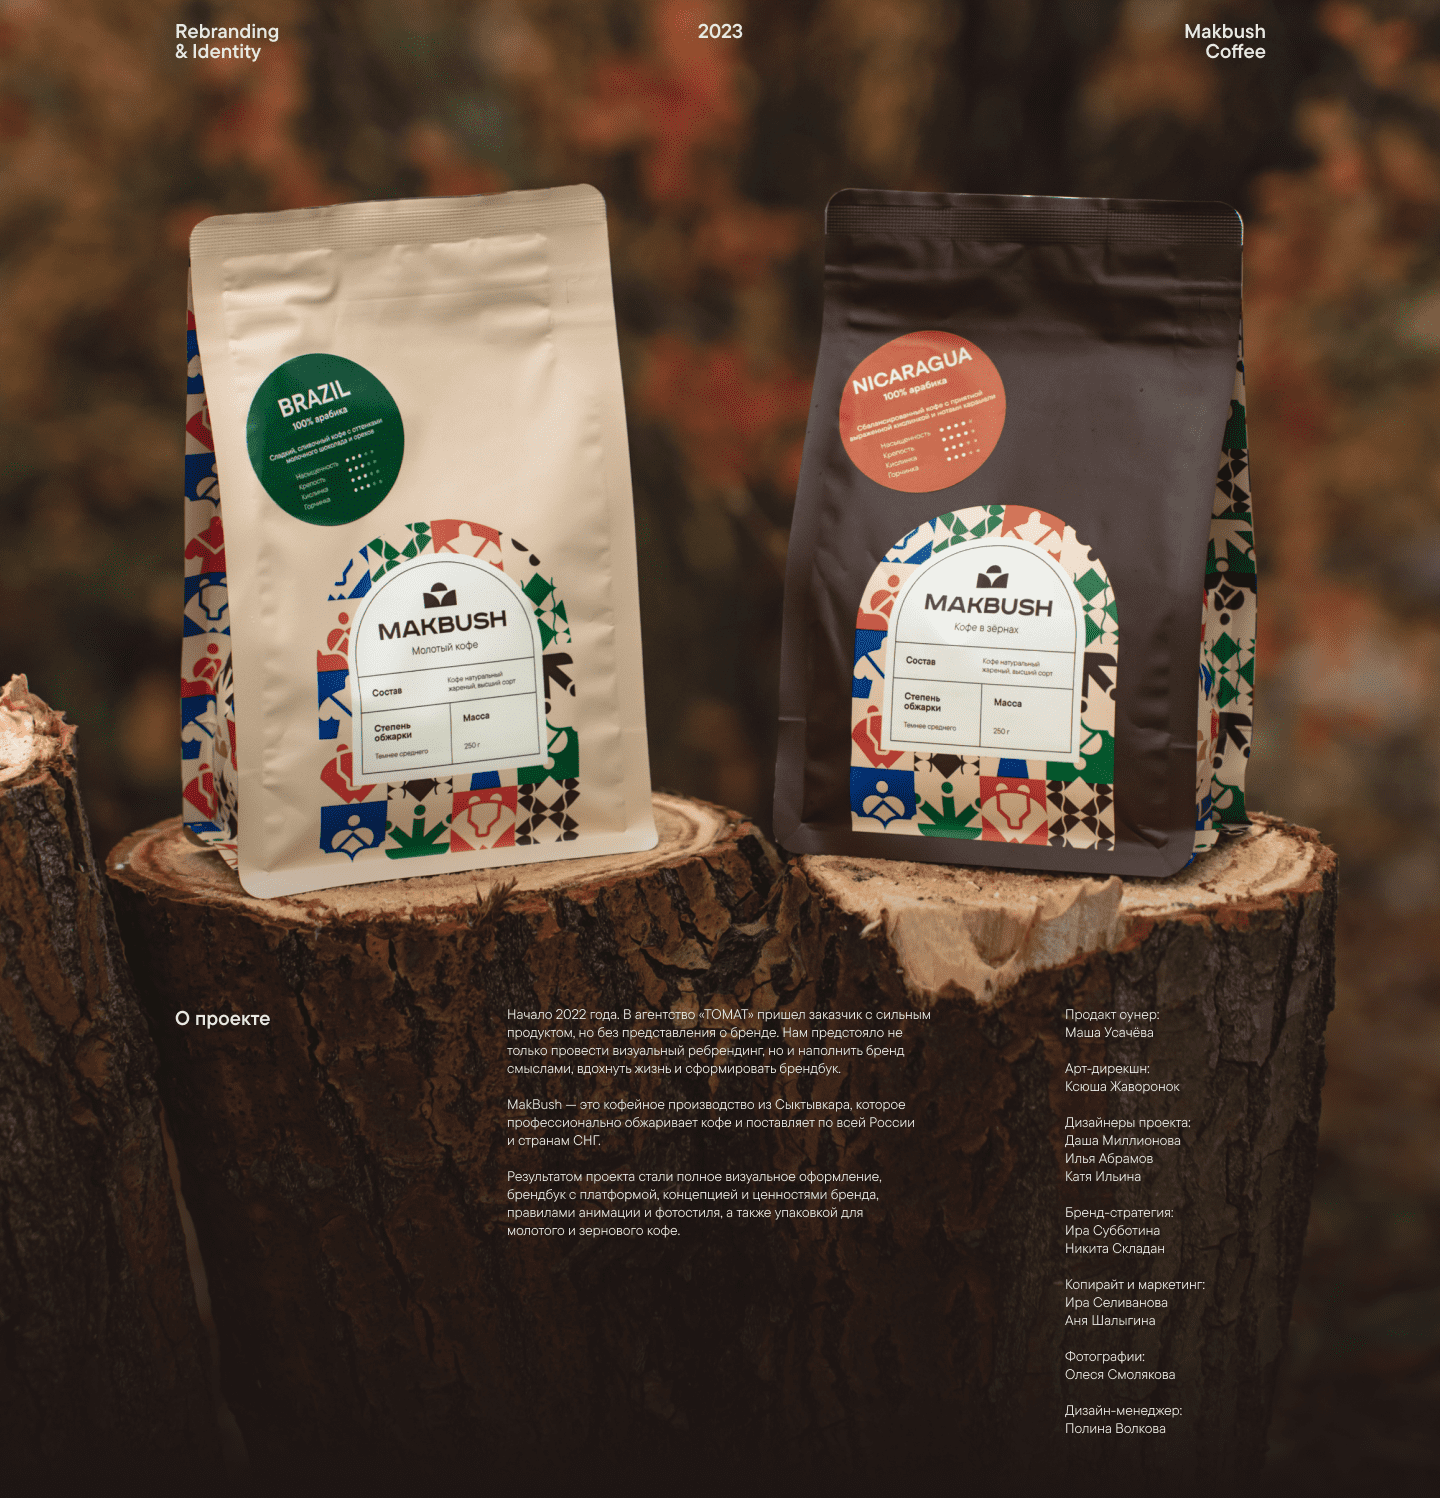 Rebranding
& Identity
2023
Makbush
Coffee
BRAZIL
100% арабика
Сладкий, сливочный кофе с оттенками
молочного шоколада и орехов
Насыщенность
Крепость
Кислинка
Горчинка
MAKBUSH
Молотый кофе
Состав
Кофе натуральный
жареный, высший сорт
Степень
обжарки
Темнее среднего
Масса
250 г
NICARAGUA
100% арабика
Сбалансированный кофе с приятной
выраженной кислинкой и нотами карамели
Насыщенность
Крепость
Кислинка
Горчинка
MAKBUSH
Кофе в зёрнах
Состав
Кофе натуральный
жареный, высший сорт
Степень
обжарки
Темнее среднего
Масса
250 г
О проекте
Начало 2022 года. В агентство «ТОМАТ» пришел заказчик с сильным
продуктом, но без представления о бренде. Нам предстояло не
только провести визуальный ребрендинг, но и наполнить бренд
смыслами, вдохнуть жизнь и сформировать брендбук.
MakBush — это кофейное производство из Сыктывкара, которое
профессионально обжаривает кофе и поставляет по всей России
и странам СНГ.
Результатом проекта стали полное визуальное оформление,
брендбук с платформой, концепцией и ценностями бренда,
правилами анимации и фотостиля, а также упаковкой для
молотого и зернового кофе.
Продакт оунер:
Маша Усачёва
Арт-дирекшн:
Ксюша Жаворонок
Дизайнеры проекта:
Даша Миллионова
Илья Абрамов
Катя Ильина
Бренд-стратегия:
Ира Субботина
Никита Складан
Копирайт и маркетинг:
Ира Селиванова
Аня Шалыгина
Фотографии:
Олеся Смолякова
Дизайн-менеджер:
Полина Волкова